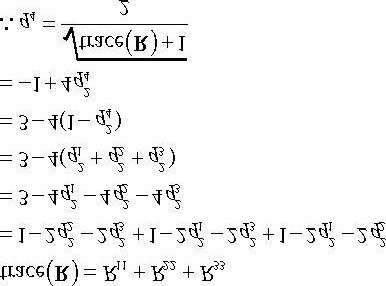 trace(R) = R₁₁ + R₂₂ + R₃₃
= 1 − 2q₂² − 2q₃² + 1 − 2q₁² − 2q₃² + 1 − 2q₁² − 2q₂²
= 3 − 4q₁² − 4q₂² − 4q₃²
= 3 − 4(q₁² + q₂² + q₃²)
= 3 − 4(1 − q₄²)
= −1 + 4q₄²
∴ q₄ = √(trace(R) + 1) / 2